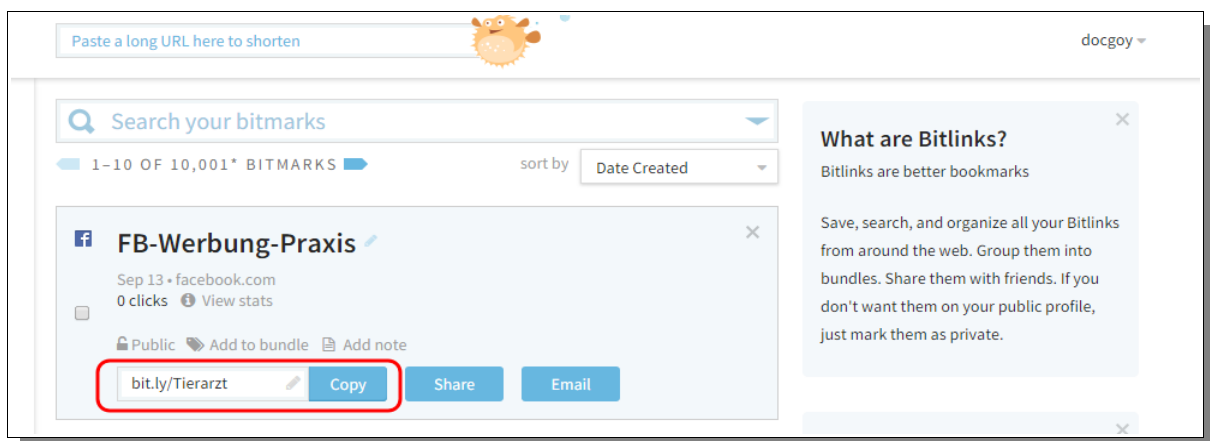 Paste a long URL here to shorten
docgoy
Search your bitmarks
1–10 OF 10,001* BITMARKS
sort by
Date Created
FB-Werbung-Praxis
Sep 13 • facebook.com
0 clicks View stats
Public Add to bundle Add note
bit.ly/Tierarzt Copy Share Email
What are Bitlinks?
Bitlinks are better bookmarks
Save, search, and organize all your Bitlinks
from around the web. Group them into
bundles. Share them with friends. If you
don't want them on your public profile,
just mark them as private.